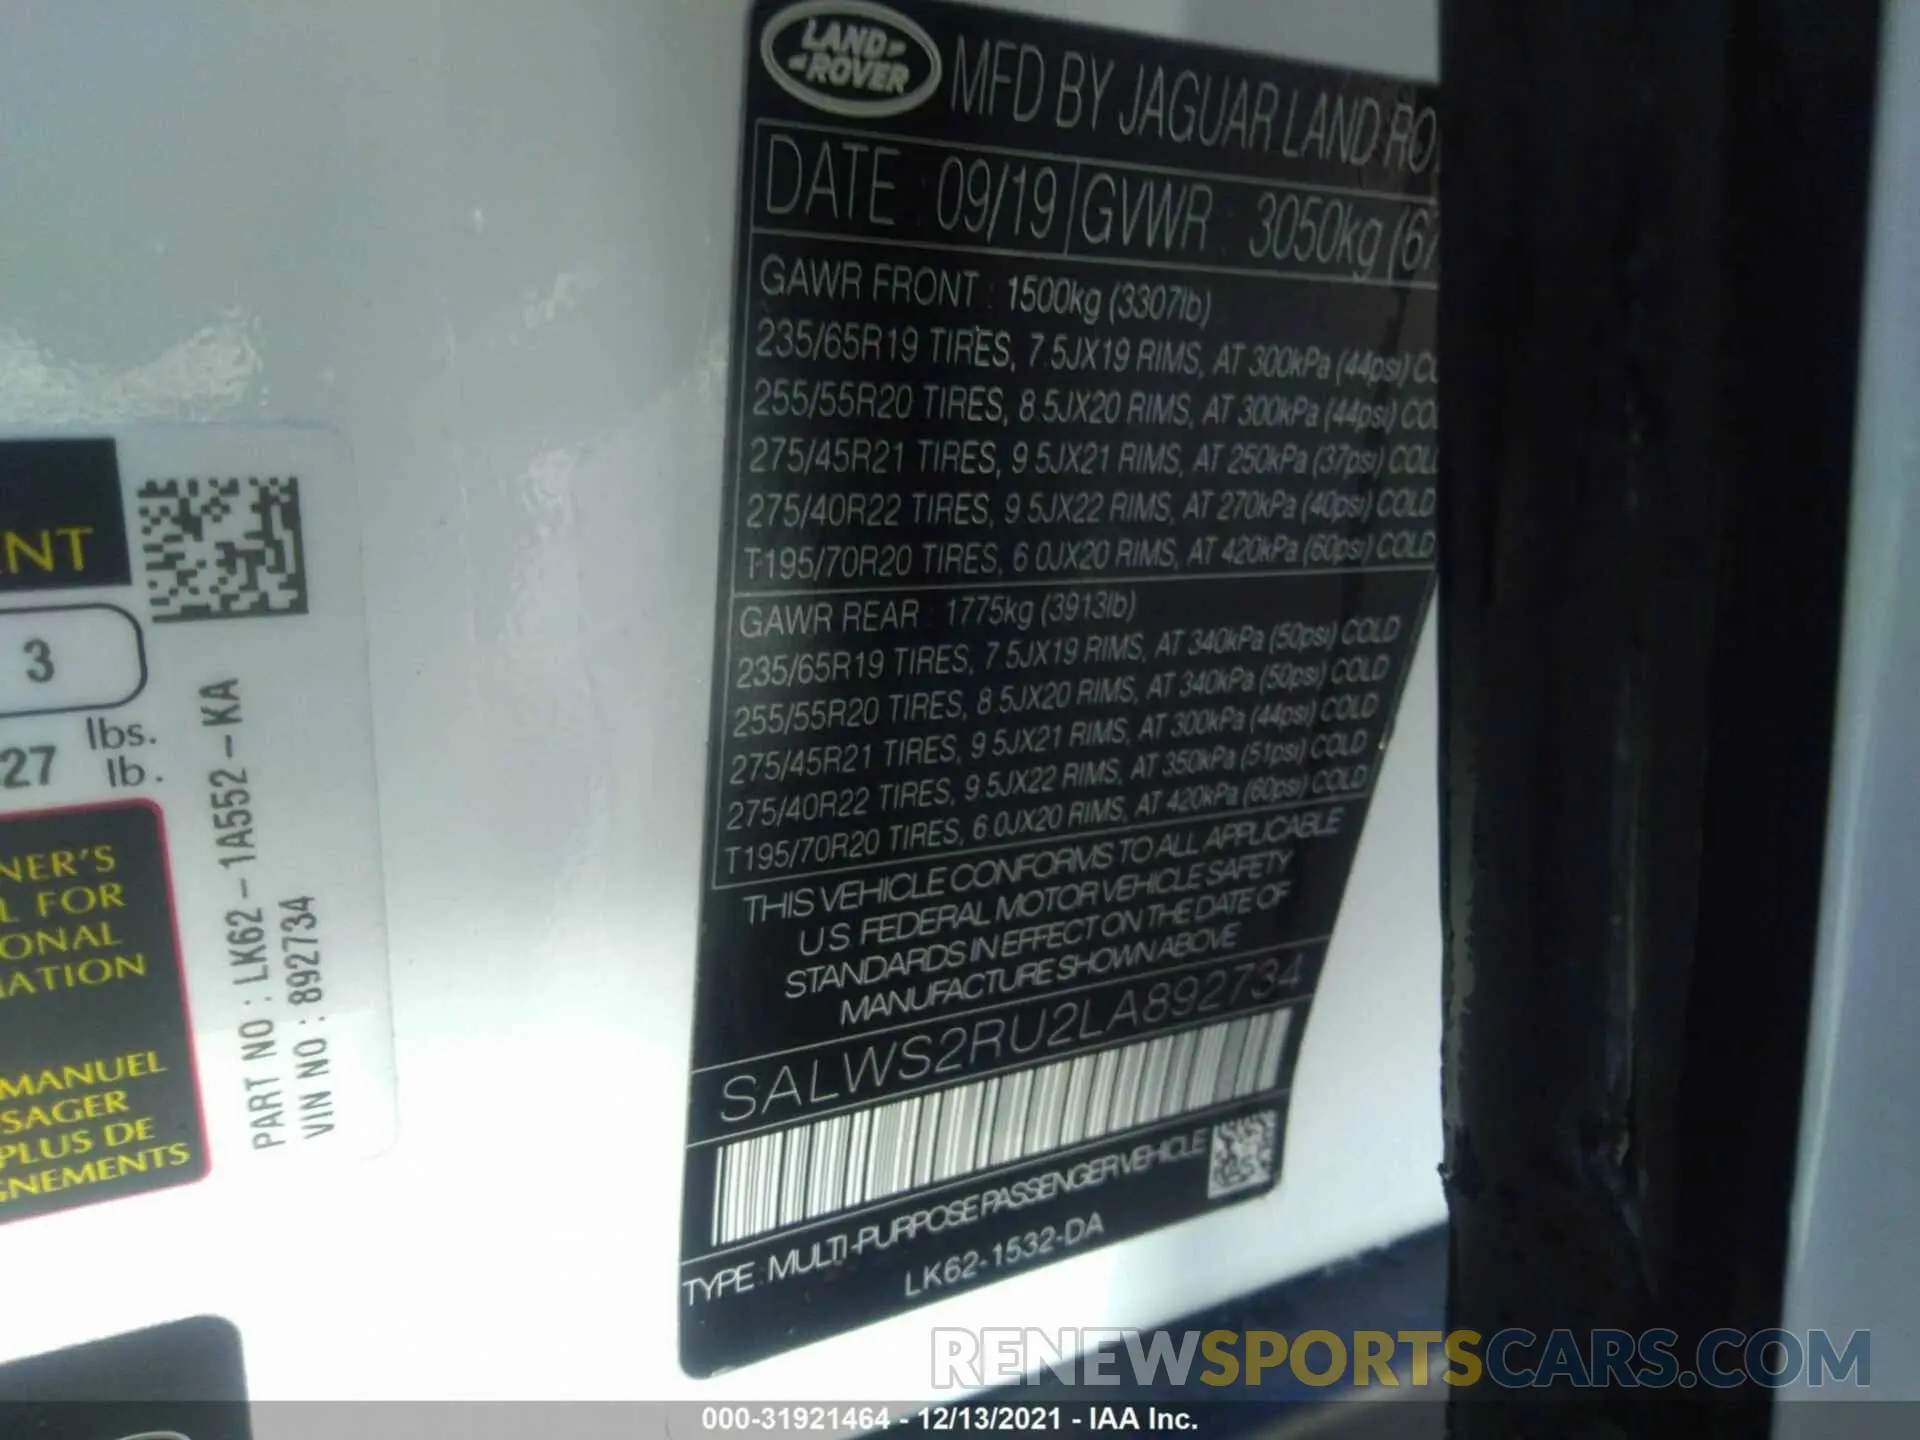 LAND-
-ROVER
MFD BY JAGUAR LAND RO
DATE : 09/19 GVWR : 3050kg (67
GAWR FRONT : 1500kg (3307lb)
235/65R19 TIRES, 7.5JX19 RIMS, AT 300kPa (44psi) CO
255/55R20 TIRES, 8.5JX20 RIMS, AT 300kPa (44psi) CO
275/45R21 TIRES, 9.5JX21 RIMS, AT 250kPa (37psi) COL
275/40R22 TIRES, 9.5JX22 RIMS, AT 270kPa (40psi) COLD
T195/70R20 TIRES, 6.0JX20 RIMS, AT 420kPa (60psi) COLD
GAWR REAR : 1775kg (3913lb)
235/65R19 TIRES, 7.5JX19 RIMS, AT 340kPa (50psi) COLD
255/55R20 TIRES, 8.5JX20 RIMS, AT 340kPa (50psi) COLD
275/45R21 TIRES, 9.5JX21 RIMS, AT 300kPa (44psi) COLD
275/40R22 TIRES, 9.5JX22 RIMS, AT 350kPa (51psi) COLD
T195/70R20 TIRES, 6.0JX20 RIMS, AT 420kPa (60psi) COLD
THIS VEHICLE CONFORMS TO ALL APPLICABLE
U S FEDERAL MOTOR VEHICLE SAFETY
STANDARDS IN EFFECT ON THE DATE OF
MANUFACTURE SHOWN ABOVE
SALWS2RU2LA892734
TYPE : MULTI-PURPOSE PASSENGER VEHICLE
LK62-1532-DA
ENT
3
27 lbs.
lb.
NER'S
L FOR
ONAL
ATION
MANUEL
SAGER
PLUS DE
GNEMENTS
PART NO : LK62-1A552-KA
VIN NO : 892734
RENEWSPORTSCARS.COM
000-31921464 - 12/13/2021 - IAA Inc.